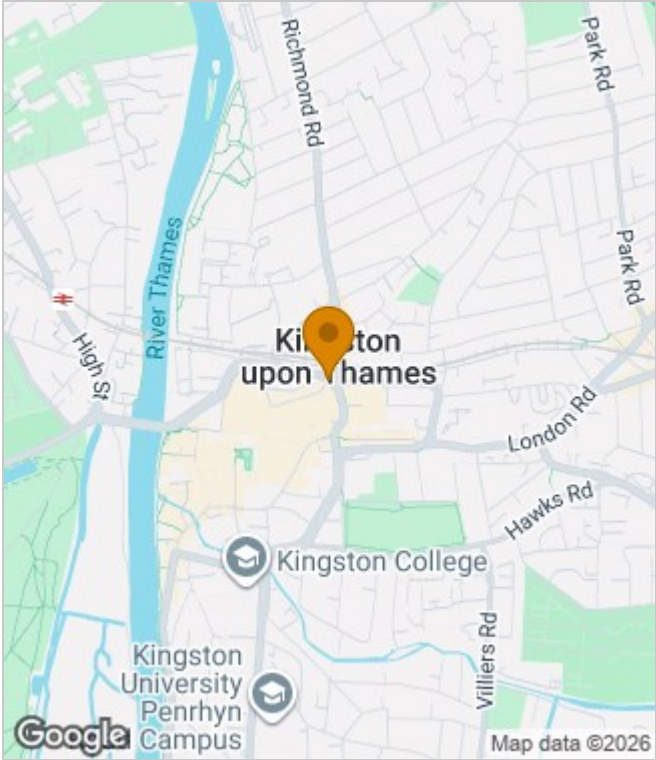 Richmond Rd
Park Rd
Park Rd
River Thames
High St
Kingston
upon Thames
London Rd
Hawks Rd
Kingston College
Villiers Rd
Kingston
University
Penrhyn
Campus
Google
Map data ©2026